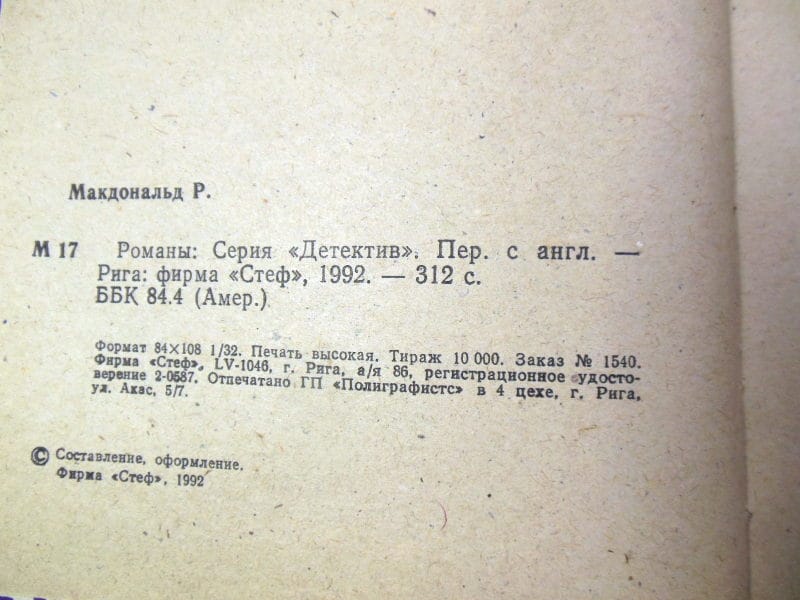 Макдональд Р.
М 17 Романы: Серия «Детектив». Пер. с англ. —
Рига: фирма «Стеф», 1992. — 312 с.
ББК 84.4 (Амер.)
Формат 84×108 1/32. Печать высокая. Тираж 10 000. Заказ № 1540.
Фирма «Стеф», LV-1046, г. Рига, а/я 86, регистрационное удосто-
верение 2-0587. Отпечатано ГП «Полиграфистс» в 4 цехе, г. Рига,
ул. Акас, 5/7.
© Составление, оформление.
Фирма «Стеф», 1992